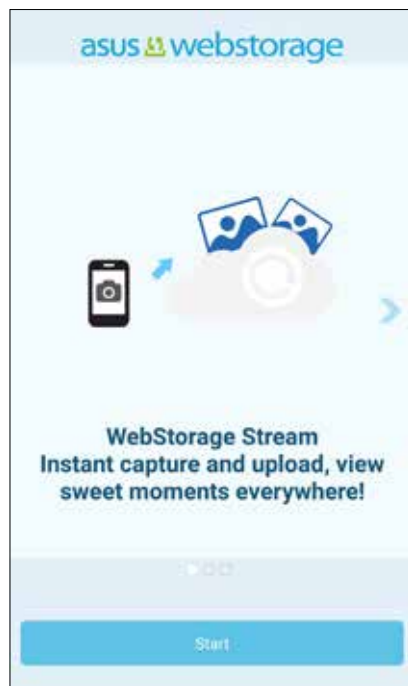 asus webstorage
WebStorage Stream
Instant capture and upload, view
sweet moments everywhere!
Start